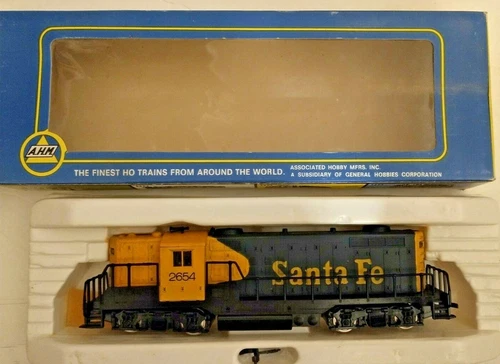 A.H.M.
THE FINEST HO TRAINS FROM AROUND THE WORLD.
ASSOCIATED HOBBY MFRS. INC.
A SUBSIDIARY OF GENERAL HOBBIES CORPORATION
2654
Santa Fe